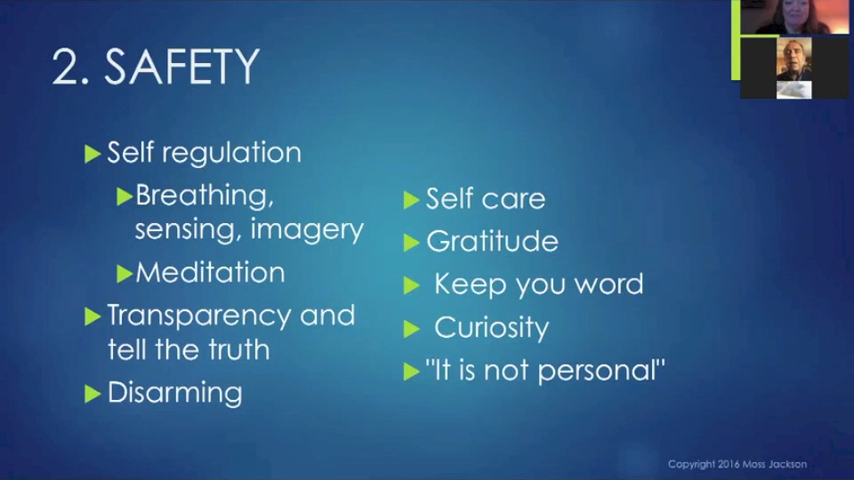 2. SAFETY
Self regulation
Breathing,
sensing, imagery
Meditation
Transparency and
tell the truth
Disarming
Self care
Gratitude
Keep you word
Curiosity
"It is not personal"
Copyright 2016 Moss Jackson